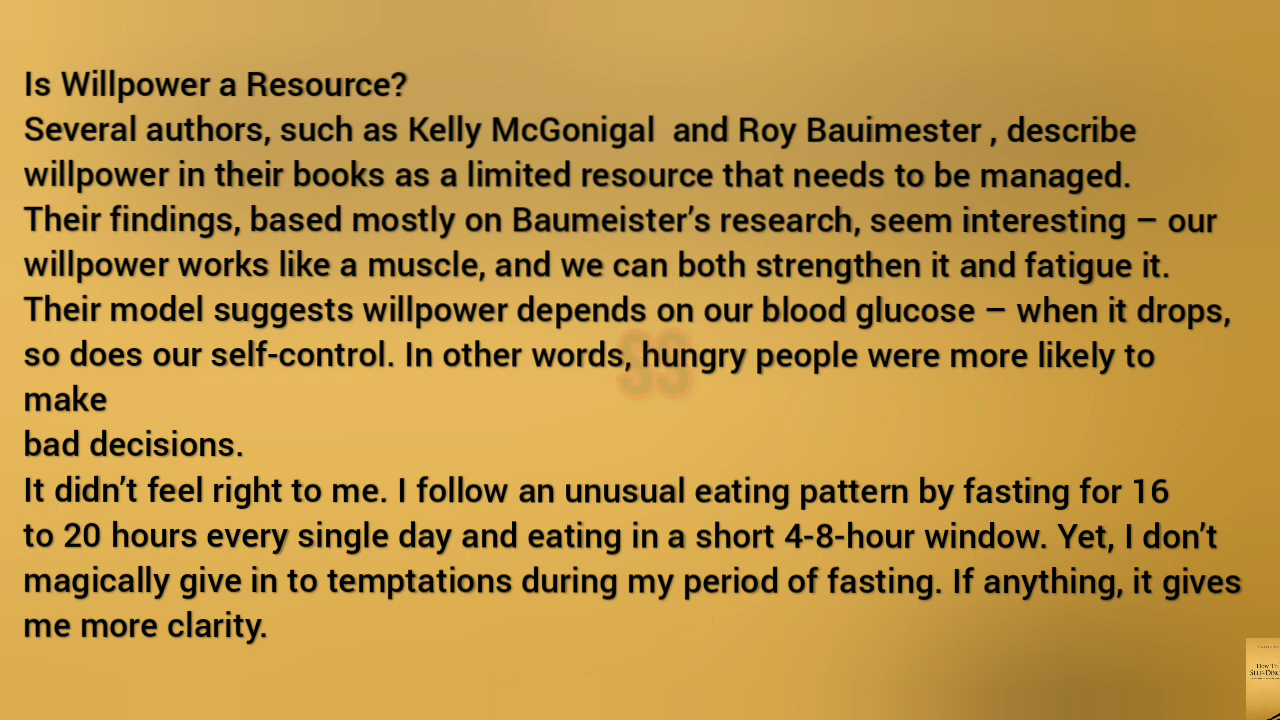 Is Willpower a Resource?
Several authors, such as Kelly McGonigal  and Roy Bauimester , describe
willpower in their books as a limited resource that needs to be managed.
Their findings, based mostly on Baumeister’s research, seem interesting – our
willpower works like a muscle, and we can both strengthen it and fatigue it.
Their model suggests willpower depends on our blood glucose – when it drops,
so does our self-control. In other words, hungry people were more likely to
make
bad decisions.
It didn’t feel right to me. I follow an unusual eating pattern by fasting for 16
to 20 hours every single day and eating in a short 4-8-hour window. Yet, I don’t
magically give in to temptations during my period of fasting. If anything, it gives
me more clarity.
SS
How To